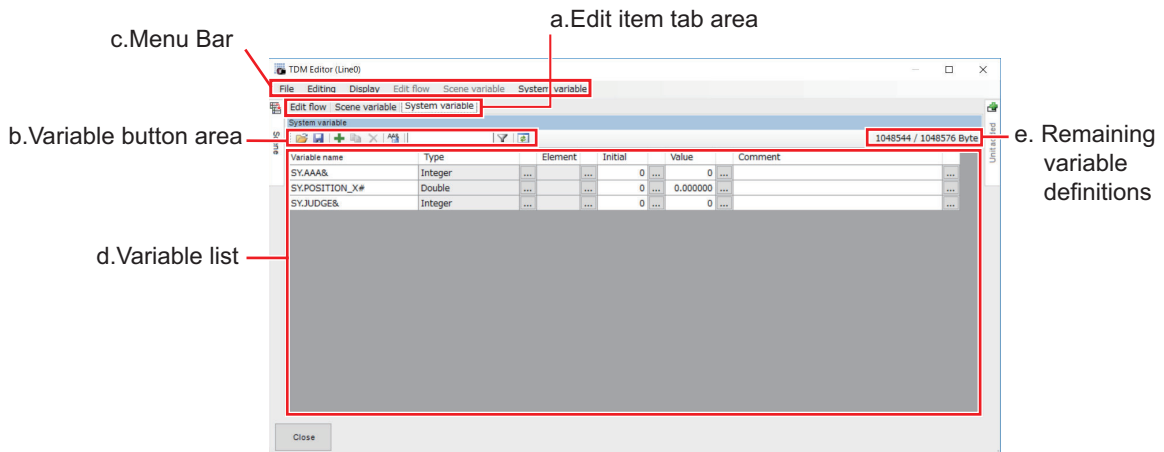 a.Edit item tab area
c.Menu Bar
TDM Editor (Line0)
File Editing Display Edit flow Scene variable System variable
Edit flow Scene variable System variable
System variable
b.Variable button area
1048544 / 1048576 Byte
e. Remaining
variable
definitions
Scene
Unitadded
Variable name Type Element Initial Value Comment
SY.AAA& Integer ... ... 0 ... 0 ... ...
SY.POSITION_X# Double ... ... 0 ... 0.000000 ... ...
SY.JUDGE& Integer ... ... 0 ... 0 ... ...
d.Variable list
Close